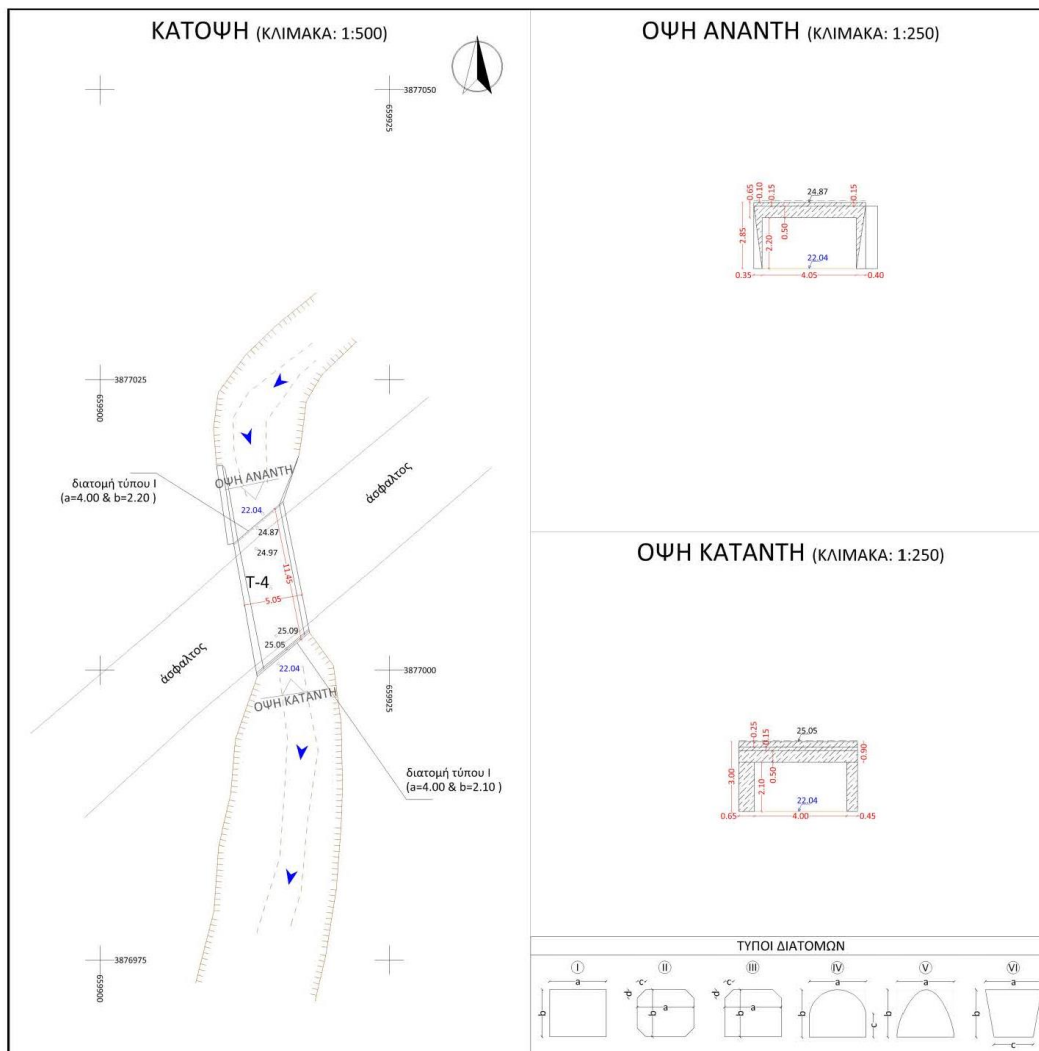 ΚΑΤΟΨΗ (ΚΛΙΜΑΚΑ: 1:500)
3877050
659925
3877025
659900
ΟΨΗ ΑΝΑΝΤΗ
διατομή τύπου Ι
(a=4.00 & b=2.20 )
22.04
άσφαλτος
24.87
24.97
T-4
11.45
5.05
25.09
25.05
άσφαλτος
22.04
3877000
659925
ΟΨΗ ΚΑΤΑΝΤΗ
διατομή τύπου Ι
(a=4.00 & b=2.10 )
3876975
659900
ΟΨΗ ΑΝΑΝΤΗ (ΚΛΙΜΑΚΑ: 1:250)
0.65
0.10
0.15
24.87
0.15
2.85
2.20
0.50
22.04
0.35
4.05
0.40
ΟΨΗ ΚΑΤΑΝΤΗ (ΚΛΙΜΑΚΑ: 1:250)
0.25
0.15
25.05
0.90
3.00
2.10
0.50
22.04
0.65
4.00
0.45
ΤΥΠΟΙ ΔΙΑΤΟΜΩΝ
I II III IV V VI
a b
c d a b
c d a b
a b c
a b
a b c